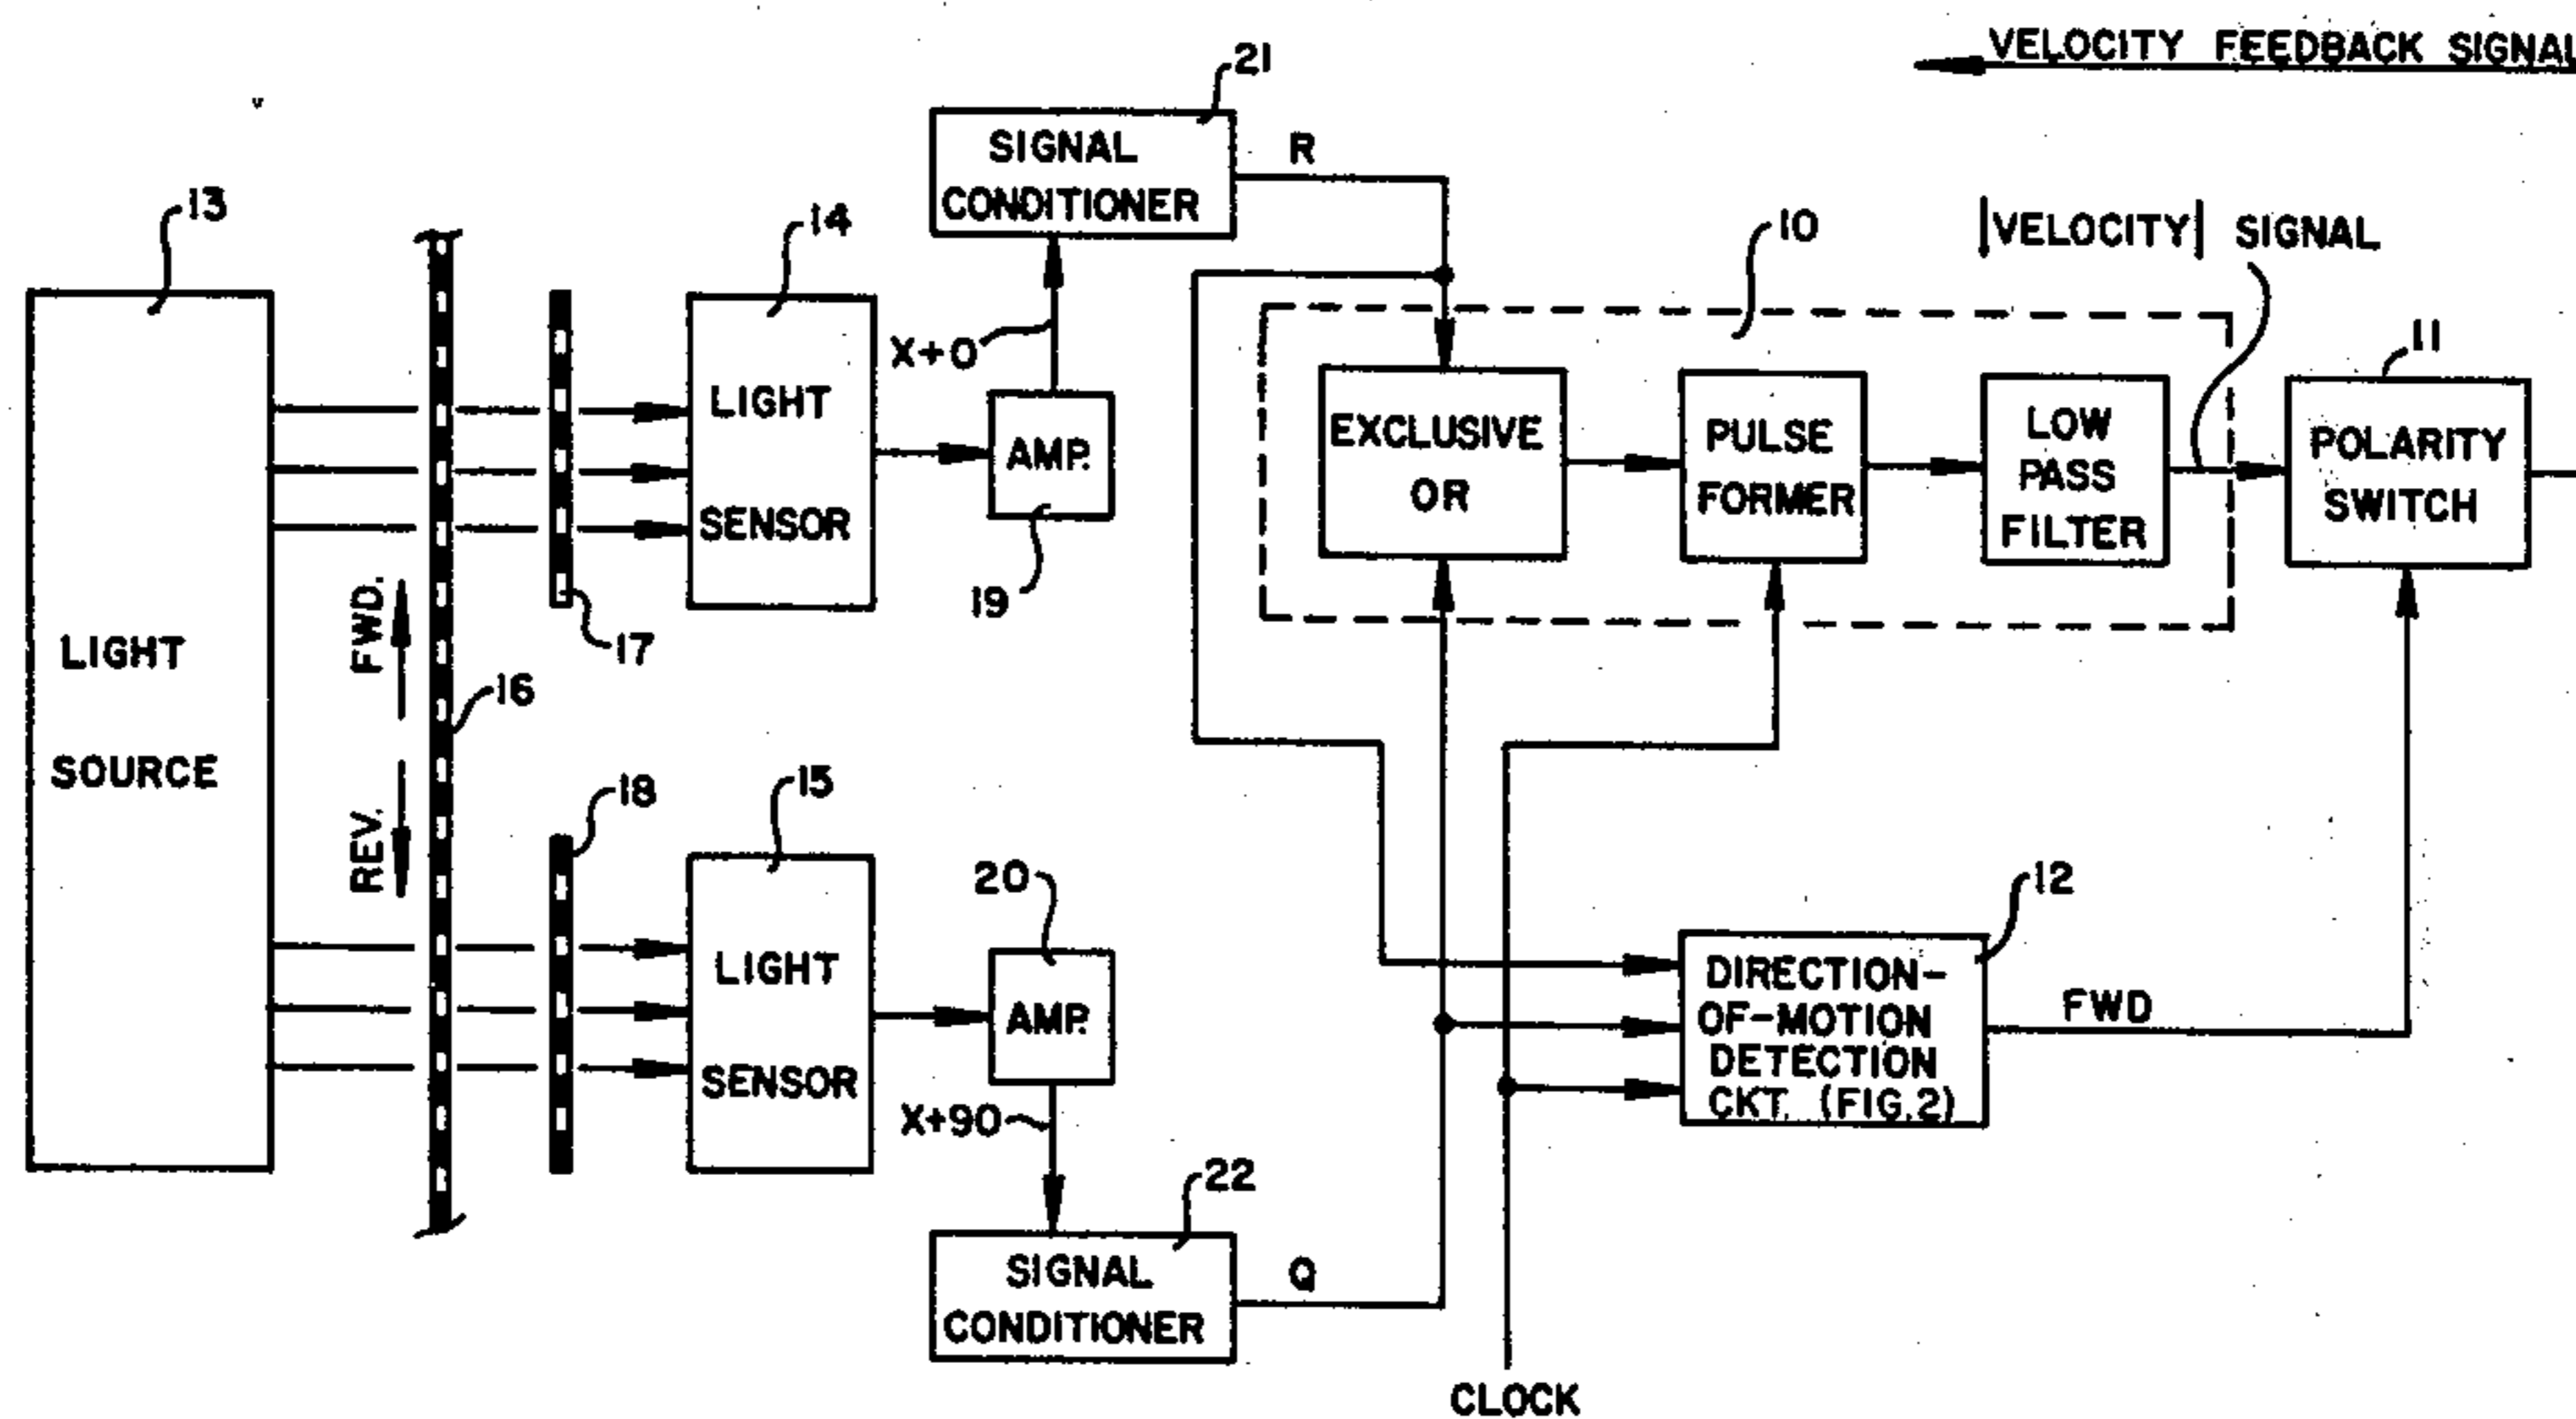 VELOCITY FEEDBACK SIGNAL
21
SIGNAL
CONDITIONER
R
13
14
10
|VELOCITY| SIGNAL
11
X+0
LIGHT
SENSOR
AMP.
19
EXCLUSIVE
OR
PULSE
FORMER
LOW
PASS
FILTER
POLARITY
SWITCH
17
FWD.
LIGHT
SOURCE
16
REV.
18
15
LIGHT
SENSOR
20
AMP.
X+90
12
DIRECTION-
OF-MOTION
DETECTION
CKT. (FIG.2)
FWD
22
SIGNAL
CONDITIONER
Q
CLOCK